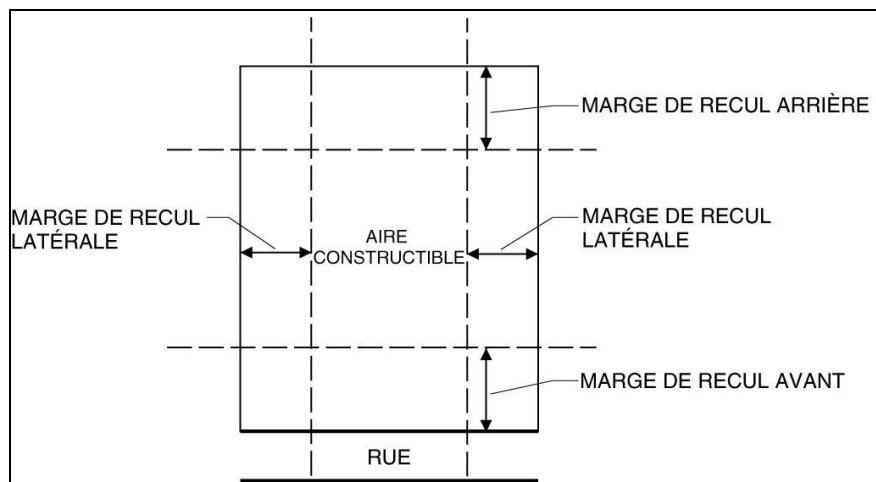 MARGE DE RECUL ARRIÈRE
MARGE DE RECUL
LATÉRALE
AIRE
CONSTRUCTIBLE
MARGE DE RECUL
LATÉRALE
MARGE DE RECUL AVANT
RUE